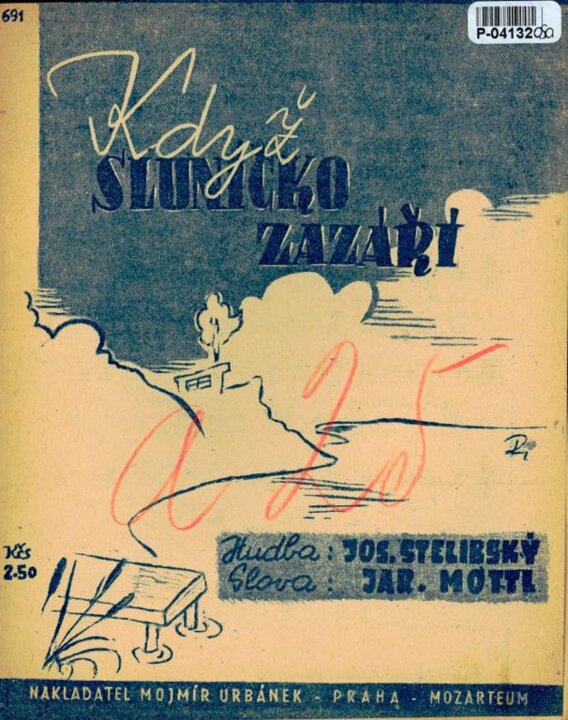 691
P-04132
Když
SLUNÍČKO
ZAZÁŘÍ
a 25
Kčs
2.50
Hudba: JOS. STELIBSKÝ
Slova: JAR. MOTTL
NAKLADATEL MOJMÍR URBÁNEK - PRAHA - MOZARTEUM